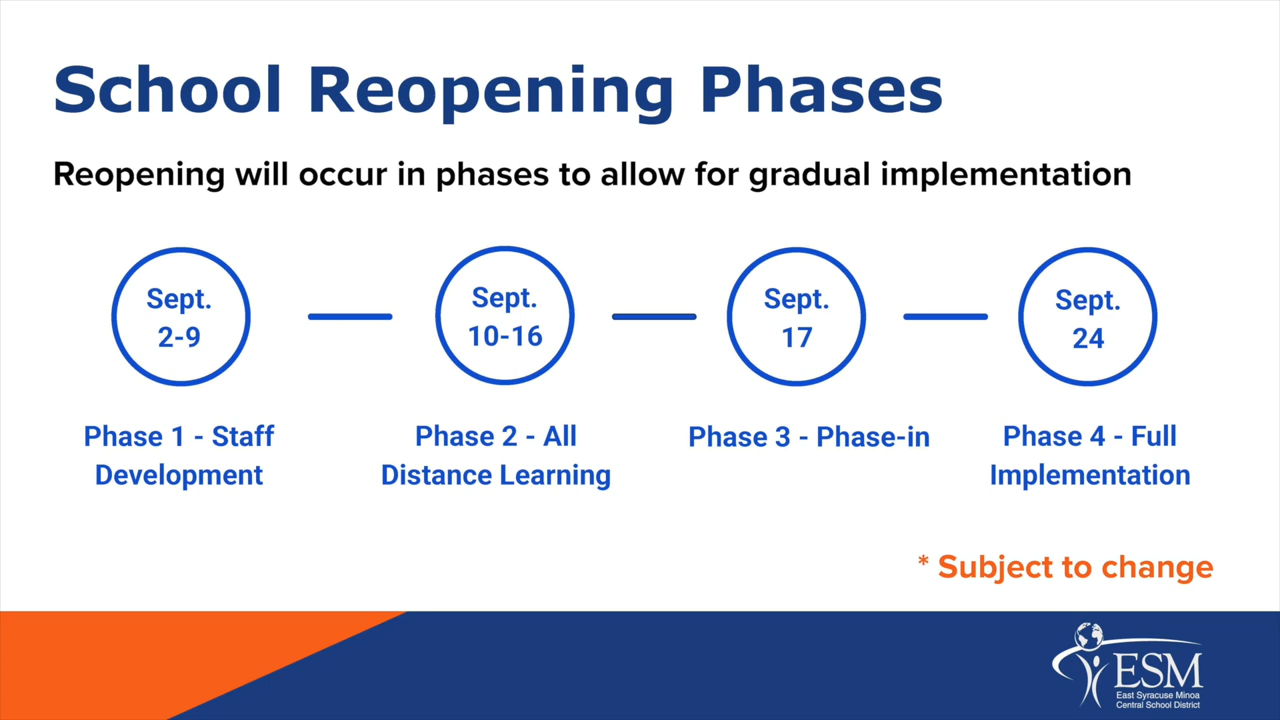 School Reopening Phases
Reopening will occur in phases to allow for gradual implementation
Sept.
2-9
Sept.
10-16
Sept.
17
Sept.
24
Phase 1 - Staff
Development
Phase 2 - All
Distance Learning
Phase 3 - Phase-in
Phase 4 - Full
Implementation
* Subject to change
ESM
East Syracuse Minoa
Central School District